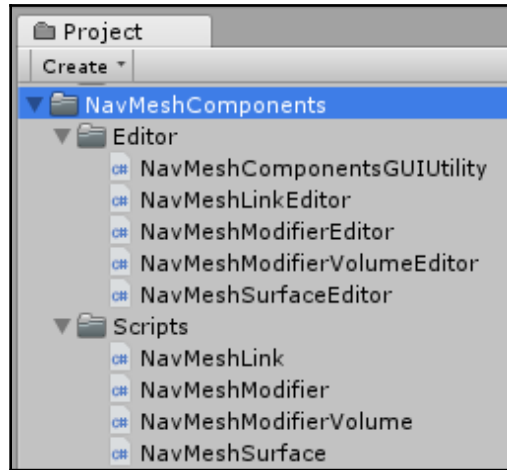 Project
Create
NavMeshComponents
Editor
c# NavMeshComponentsGUIUtility
c# NavMeshLinkEditor
c# NavMeshModifierEditor
c# NavMeshModifierVolumeEditor
c# NavMeshSurfaceEditor
Scripts
c# NavMeshLink
c# NavMeshModifier
c# NavMeshModifierVolume
c# NavMeshSurface